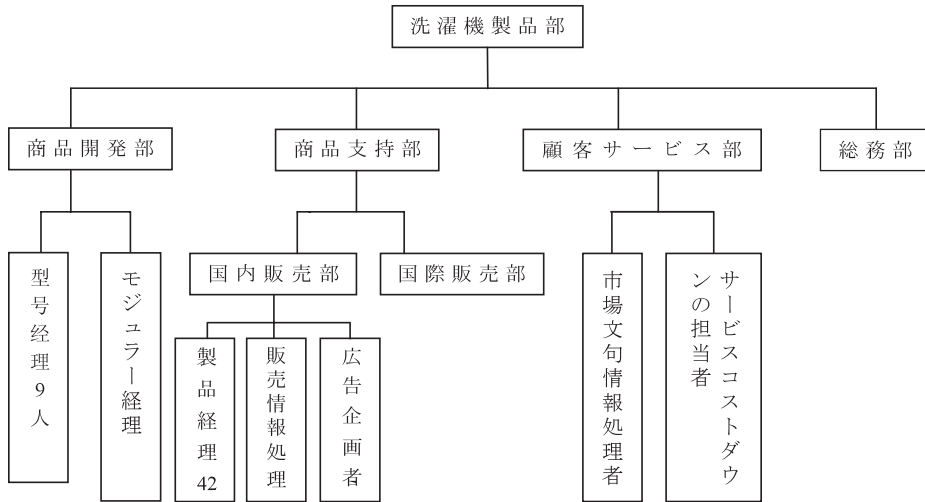 洗濯機製品部
商品開発部
商品支持部
顧客サービス部
総務部
国内販売部
国際販売部
型号経理9人
モジュラー経理
製品経理42
販売情報処理
広告企画者
市場文句情報処理者
サービスコストダウ
ンの担当者